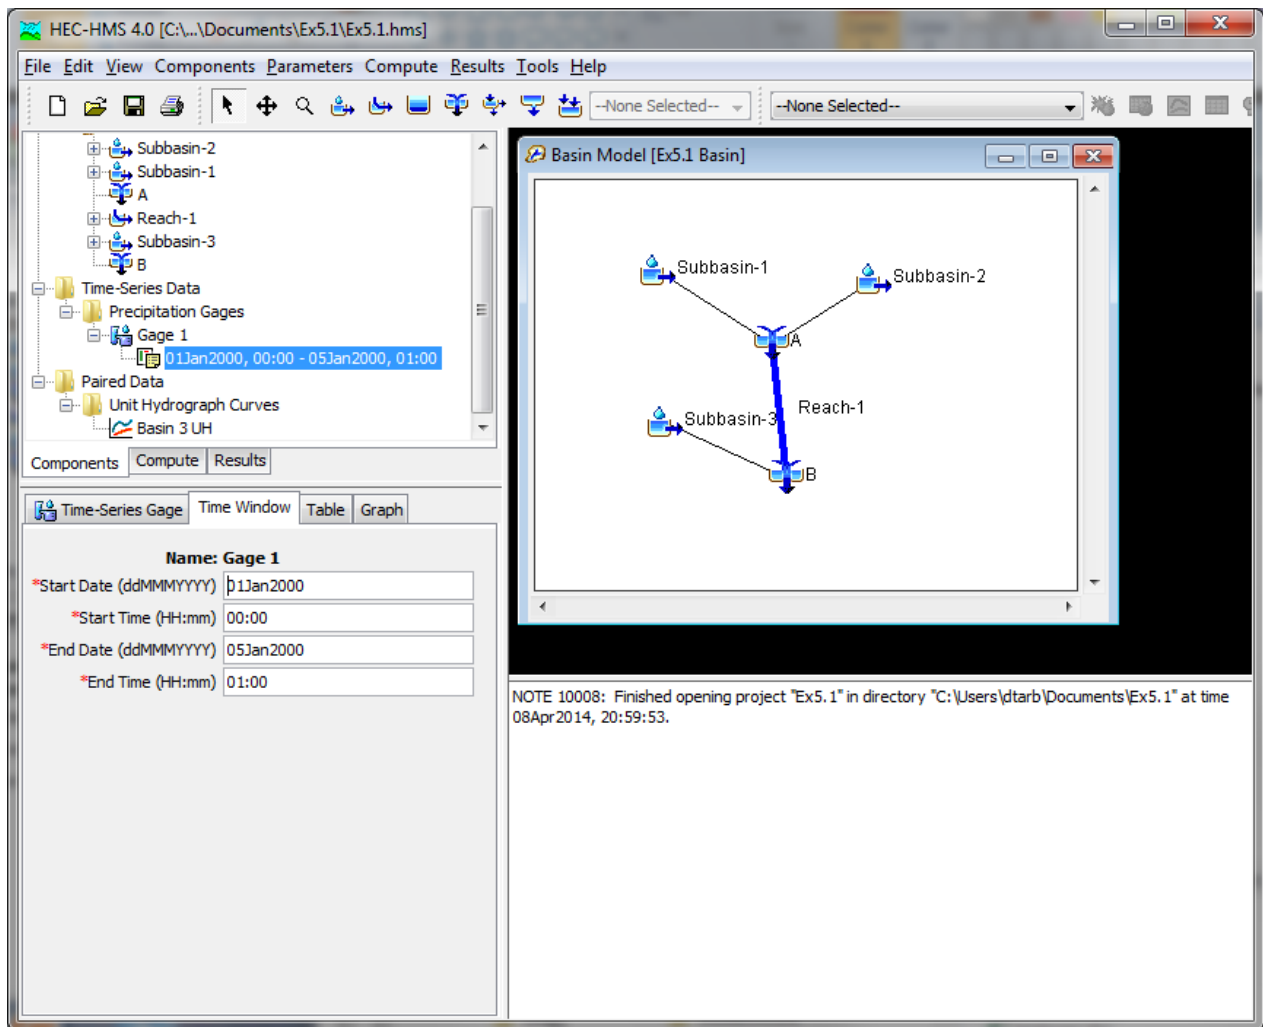 HEC-HMS 4.0 [C:\...\Documents\Ex5.1\Ex5.1.hms]
File Edit View Components Parameters Compute Results Tools Help
--None Selected-- --None Selected--
Subbasin-2
Subbasin-1
A
Reach-1
Subbasin-3
B
Time-Series Data
Precipitation Gages
Gage 1
01Jan2000, 00:00 - 05Jan2000, 01:00
Paired Data
Unit Hydrograph Curves
Basin 3 UH
Components Compute Results
Time-Series Gage Time Window Table Graph
Name: Gage 1
*Start Date (ddMMMYYYY) 01Jan2000
*Start Time (HH:mm) 00:00
*End Date (ddMMMYYYY) 05Jan2000
*End Time (HH:mm) 01:00
Basin Model [Ex5.1 Basin]
Subbasin-1
Subbasin-2
A
Reach-1
Subbasin-3
B
NOTE 10008: Finished opening project "Ex5.1" in directory "C:\Users\dtarb\Documents\Ex5.1" at time
08Apr2014, 20:59:53.